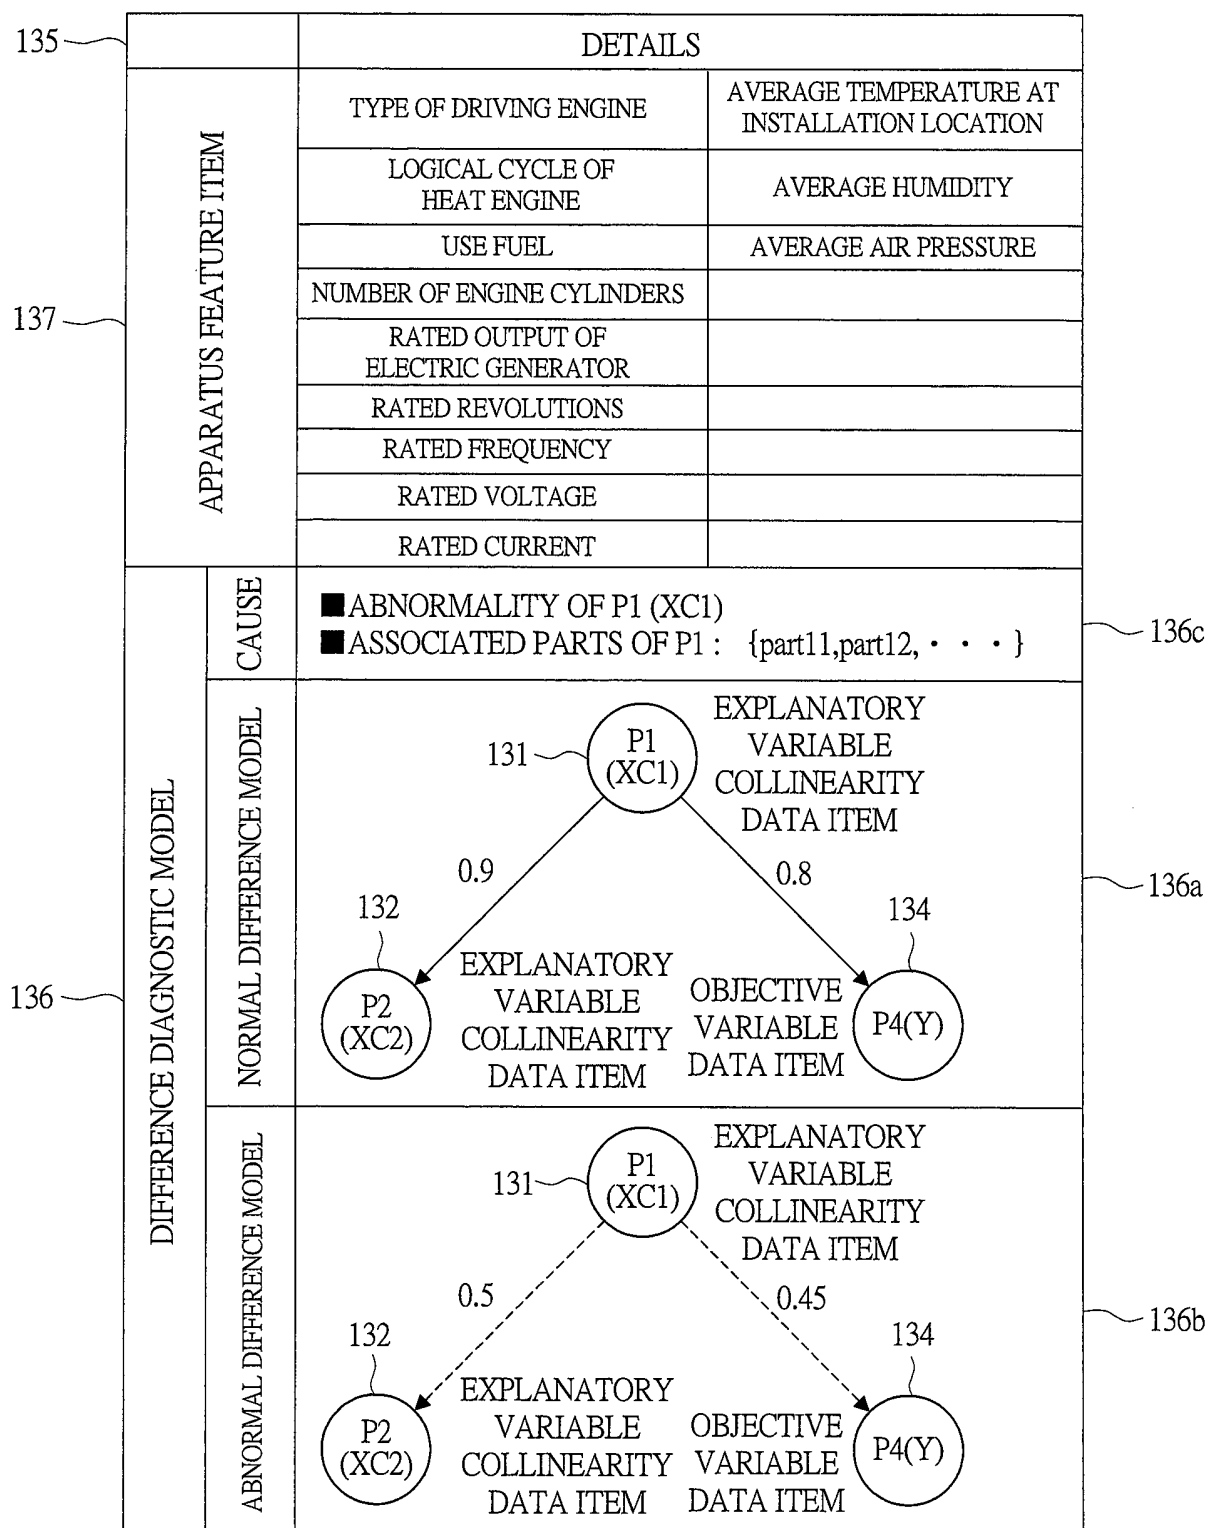 135
DETAILS
137
APPARATUS FEATURE ITEM
TYPE OF DRIVING ENGINE
AVERAGE TEMPERATURE AT
INSTALLATION LOCATION
LOGICAL CYCLE OF
HEAT ENGINE
AVERAGE HUMIDITY
USE FUEL
AVERAGE AIR PRESSURE
NUMBER OF ENGINE CYLINDERS
RATED OUTPUT OF
ELECTRIC GENERATOR
RATED REVOLUTIONS
RATED FREQUENCY
RATED VOLTAGE
RATED CURRENT
136
DIFFERENCE DIAGNOSTIC MODEL
CAUSE
■ABNORMALITY OF P1 (XC1)
■ASSOCIATED PARTS OF P1 : {part11,part12, · · · }
136c
NORMAL DIFFERENCE MODEL
131
P1
(XC1)
EXPLANATORY
VARIABLE
COLLINEARITY
DATA ITEM
0.9
0.8
136a
132
P2
(XC2)
EXPLANATORY
VARIABLE
COLLINEARITY
DATA ITEM
OBJECTIVE
VARIABLE
DATA ITEM
134
P4(Y)
ABNORMAL DIFFERENCE MODEL
131
P1
(XC1)
EXPLANATORY
VARIABLE
COLLINEARITY
DATA ITEM
0.5
0.45
136b
132
P2
(XC2)
EXPLANATORY
VARIABLE
COLLINEARITY
DATA ITEM
OBJECTIVE
VARIABLE
DATA ITEM
134
P4(Y)